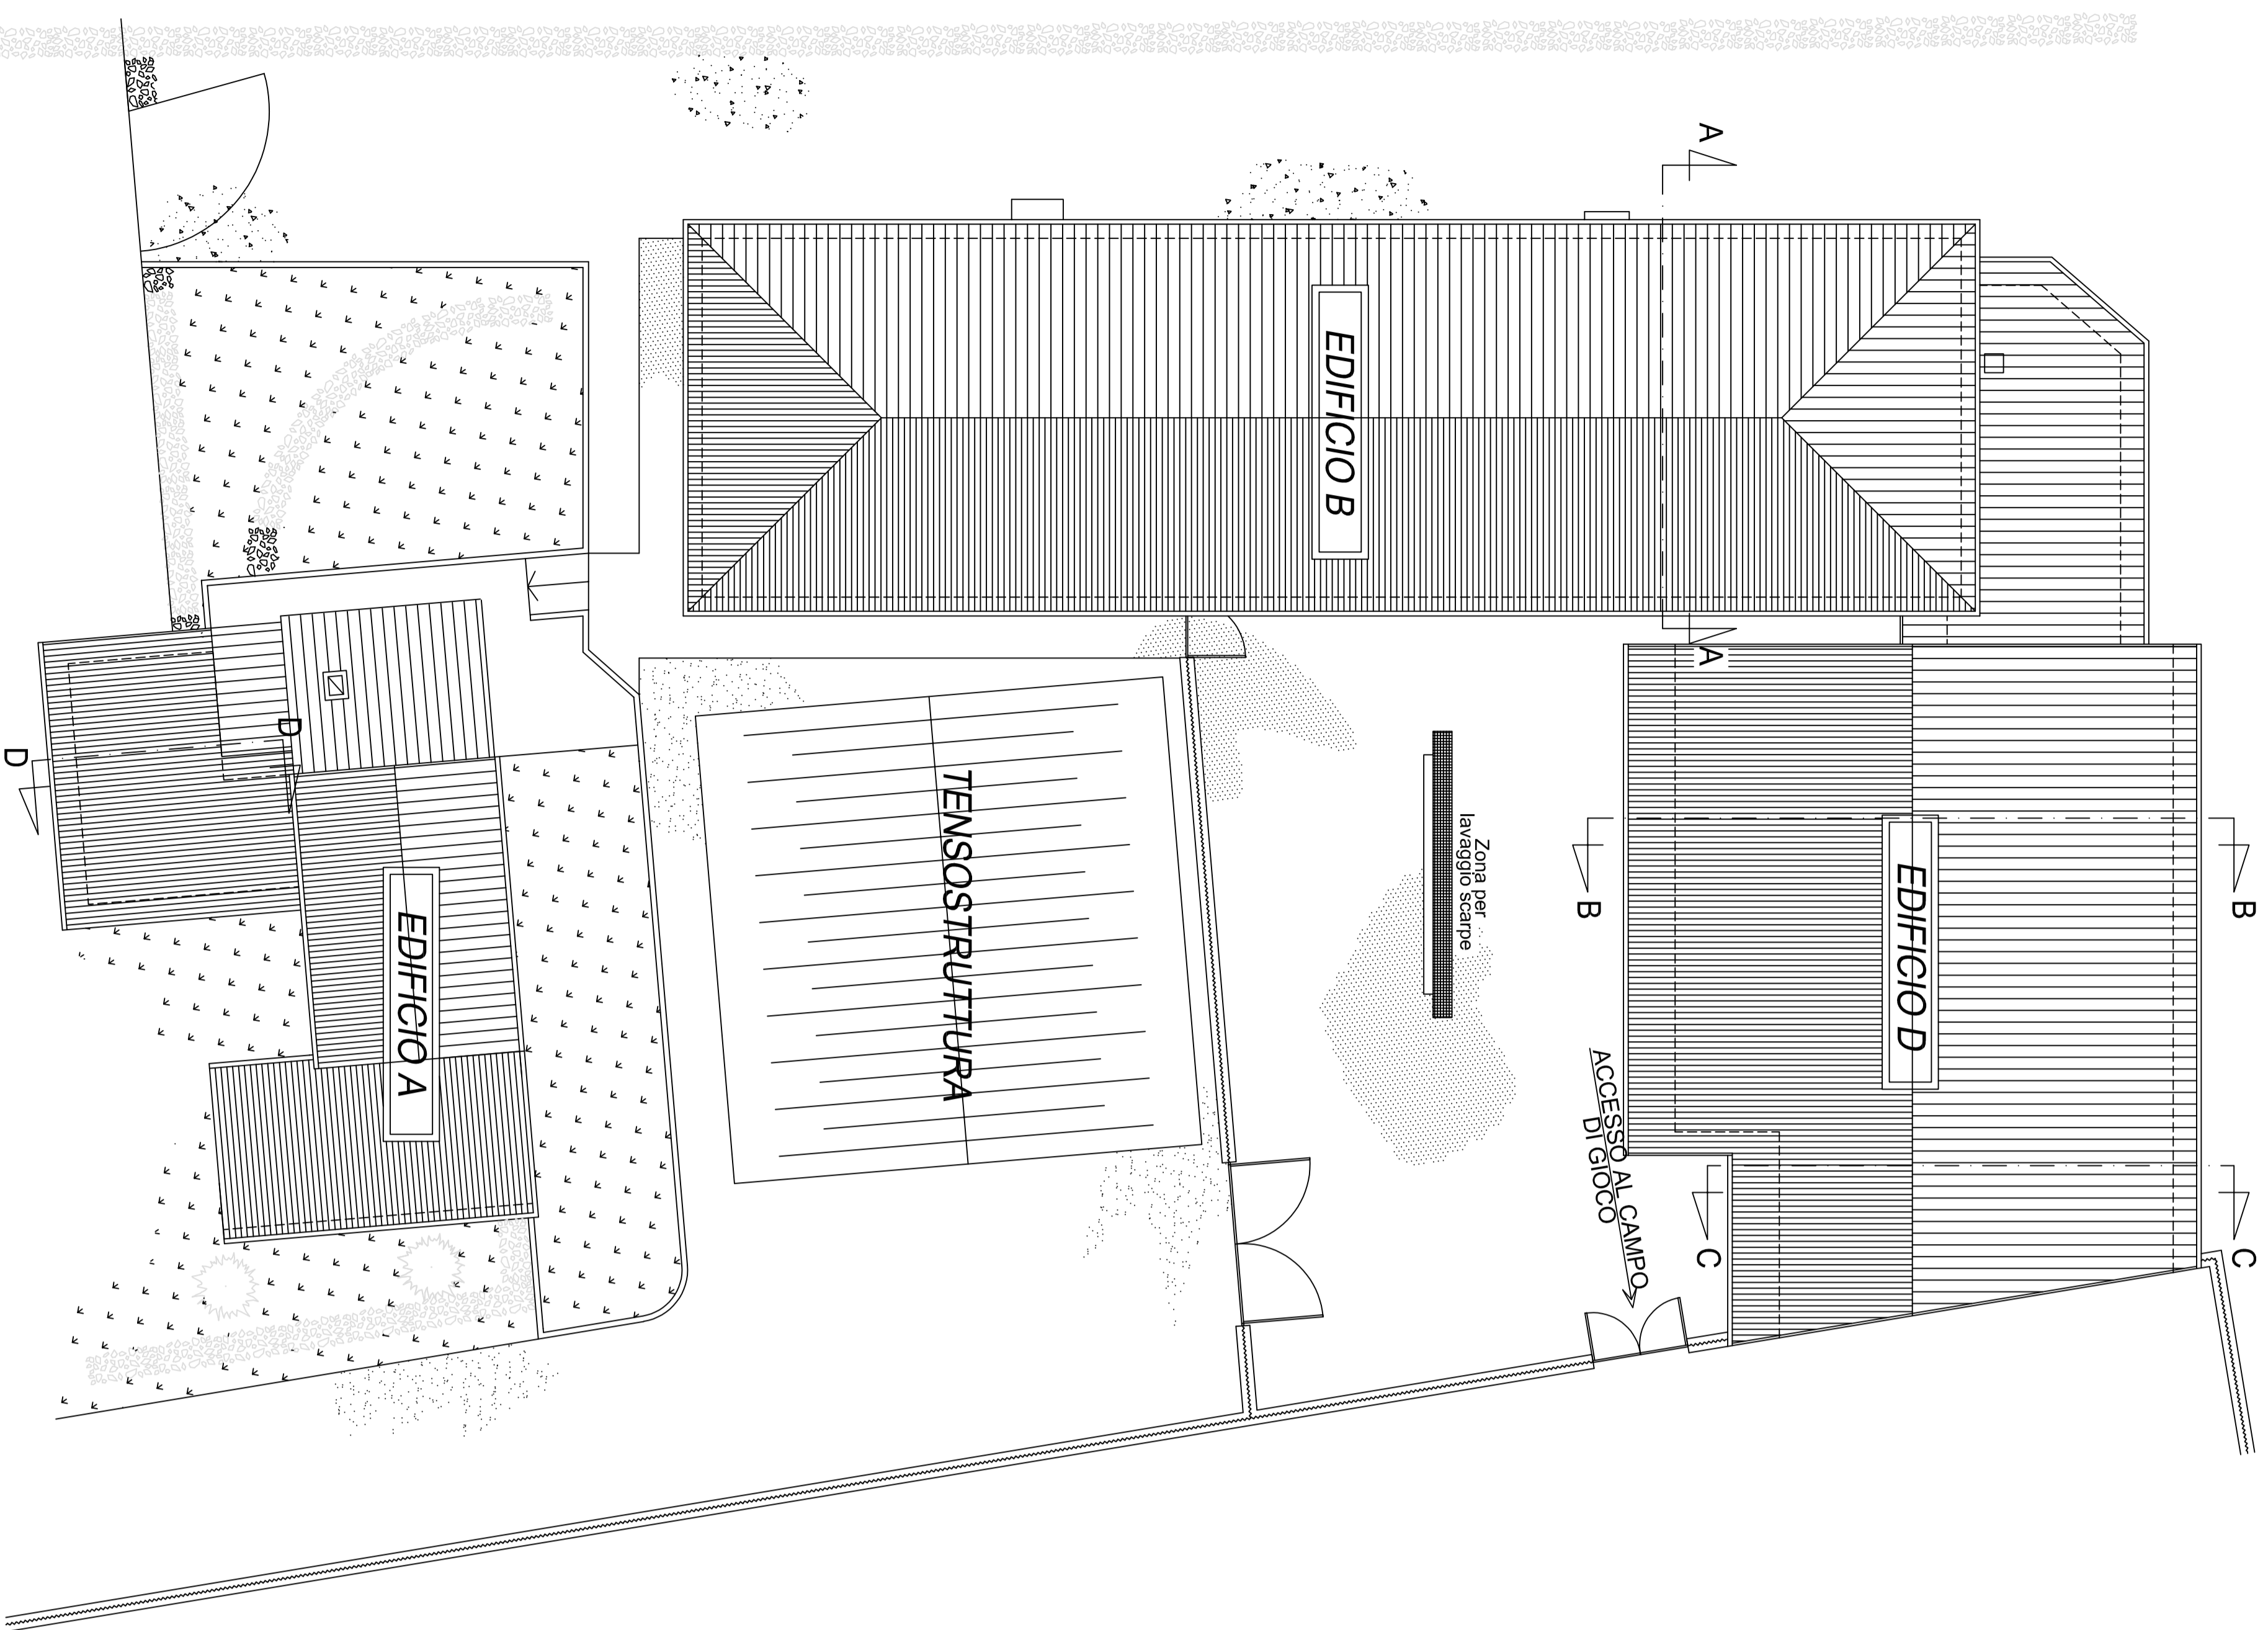 A
EDIFICIO B
A
D
D
EDIFICIO A
TENSOSTRUTTURA
Zona per
lavaggio scarpe
B
EDIFICIO D
B
ACCESSO AL CAMPO
DI GIOCO
C
C